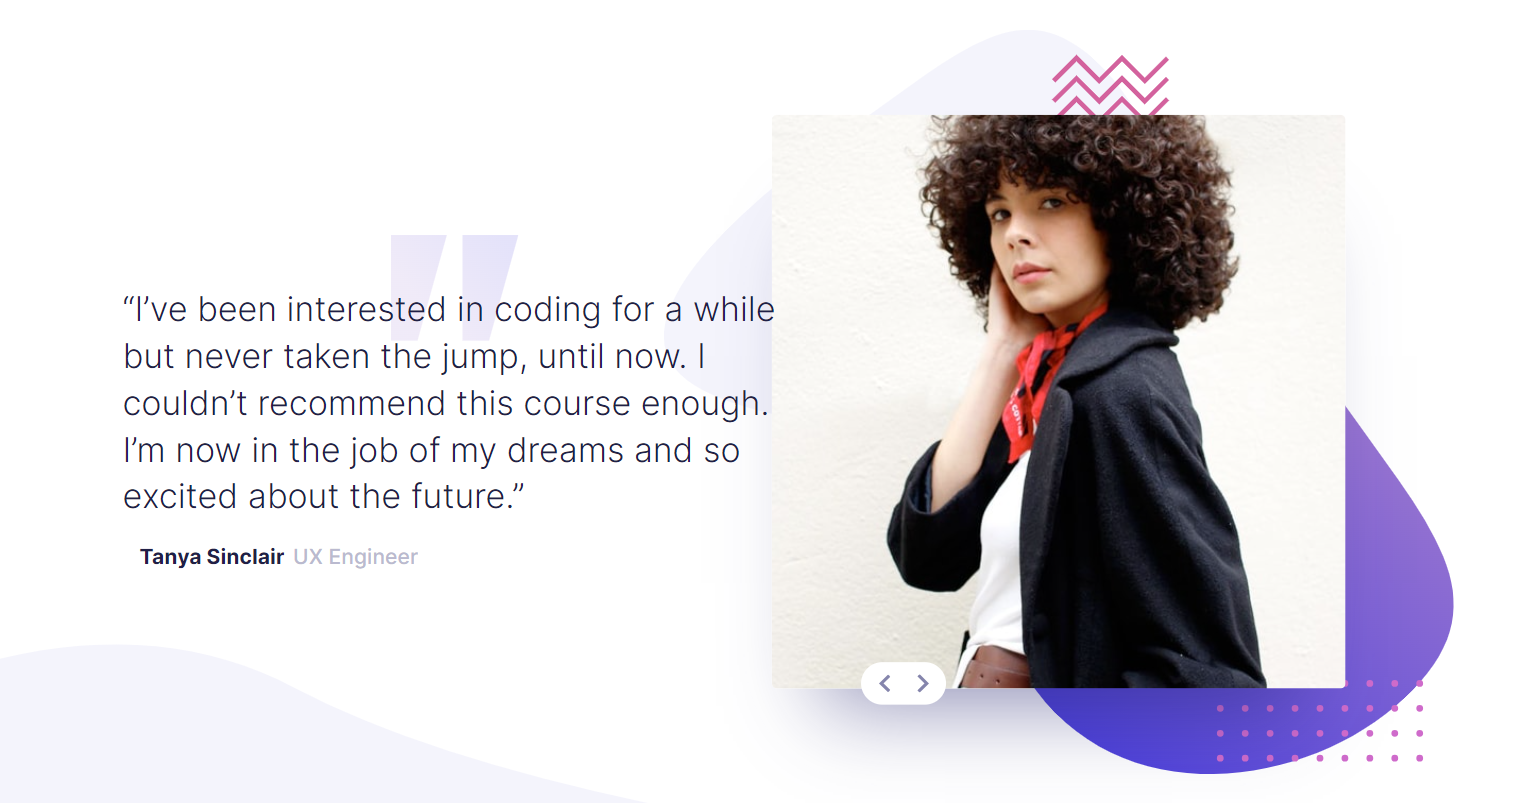 “I’ve been interested in coding for a while
but never taken the jump, until now. I
couldn’t recommend this course enough.
I’m now in the job of my dreams and so
excited about the future.”
Tanya Sinclair UX Engineer